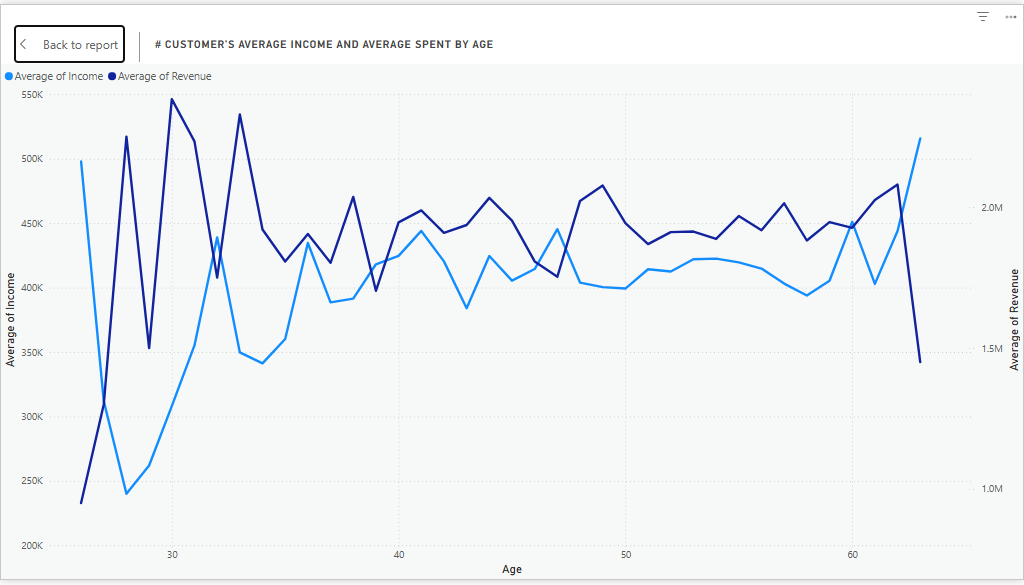 Back to report
# CUSTOMER'S AVERAGE INCOME AND AVERAGE SPENT BY AGE
Average of Income Average of Revenue
550K
500K
450K
400K
350K
300K
250K
200K
Average of Income
2.0M
1.5M
1.0M
Average of Revenue
30 40 50 60
Age